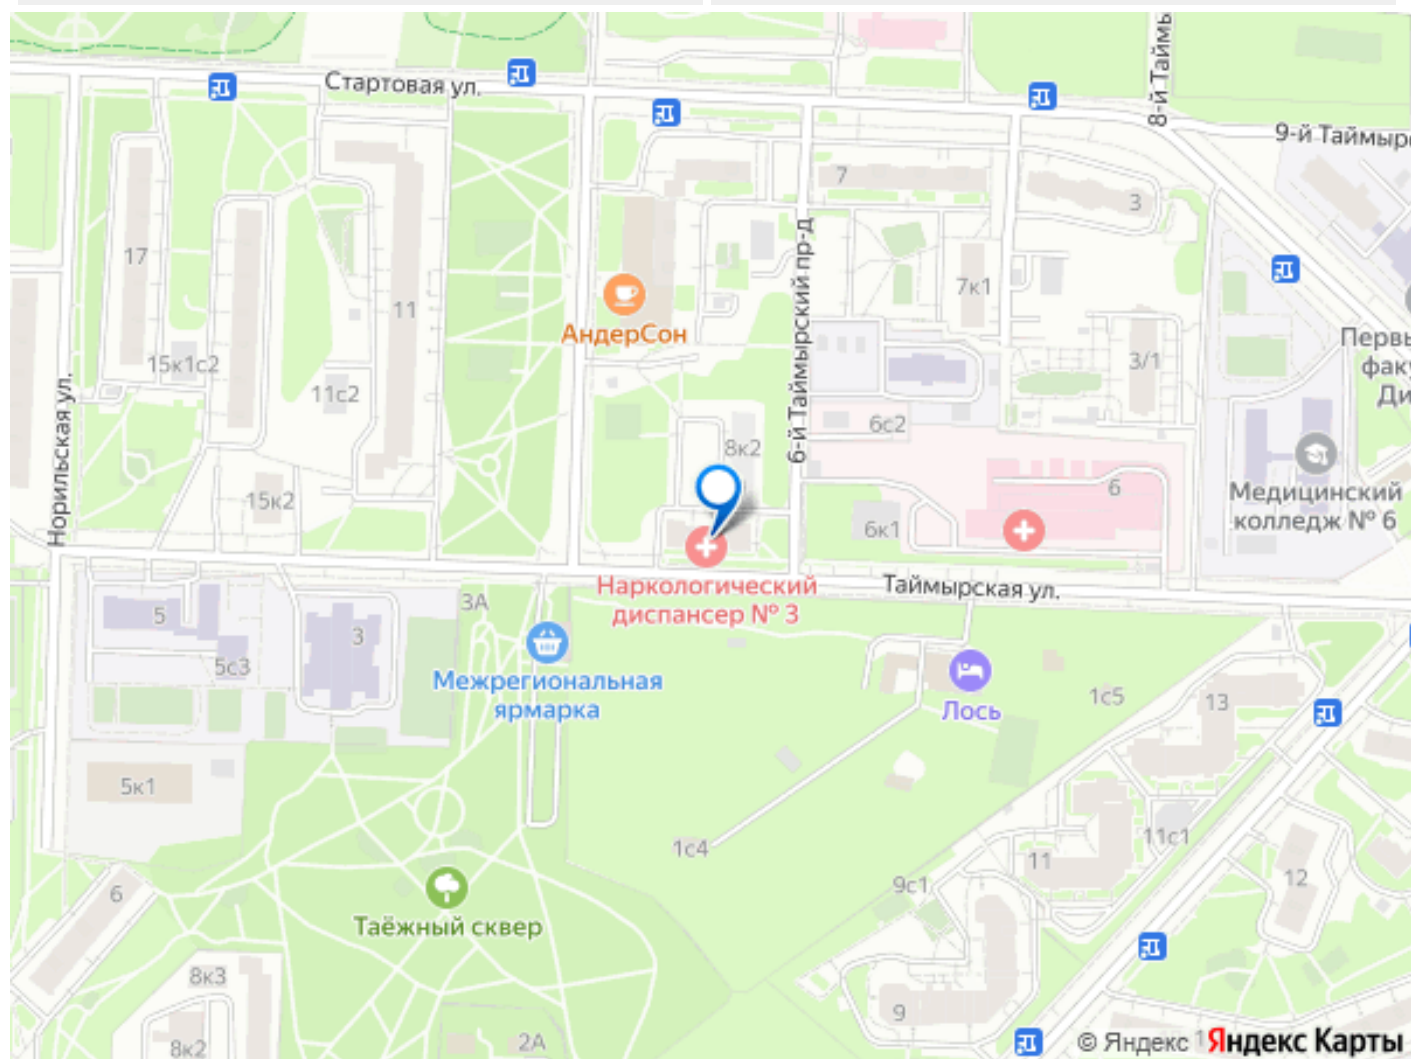 Стартовая ул.
8-й Таймы
9-й Таймыр
7
3
17
7к1
6-й Таймырский пр-д
11
АндерСон
Первы
факу
Ди
3/1
15к1с2
11с2
Норильская ул.
6с2
8к2
15к2
6
Медицинский
колледж № 6
6к1
Наркологический
диспансер № 3
Таймырская ул.
3А
5
3
5с3
Межрегиональная
ярмарка
Лось
1с5
13
5к1
1с4
11с1
11
12
9с1
6
Таёжный сквер
8к3
9
2А
8к2
© Яндекс
1
Яндекс Карты